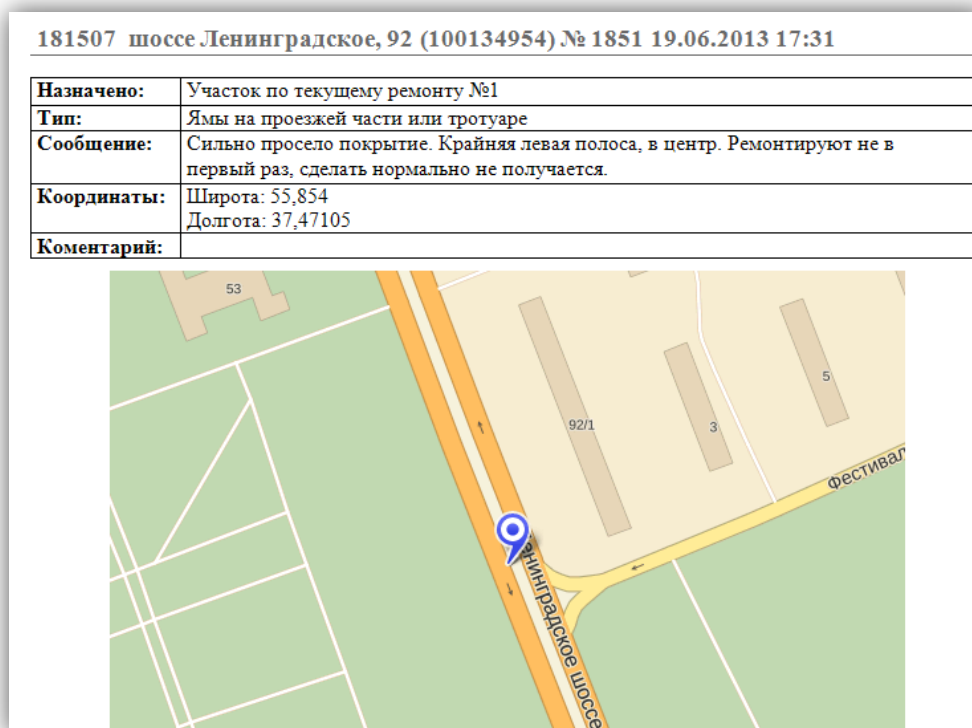 181507 шоссе Ленинградское, 92 (100134954) № 1851 19.06.2013 17:31
Назначено: Участок по текущему ремонту №1
Тип: Ямы на проезжей части или тротуаре
Сообщение: Сильно просело покрытие. Крайняя левая полоса, в центр. Ремонтируют не в
первый раз, сделать нормально не получается.
Координаты: Широта: 55,854
Долгота: 37,47105
Коментарий:
53
5
92/1
3
Фестивал
Ленинградское шоссе